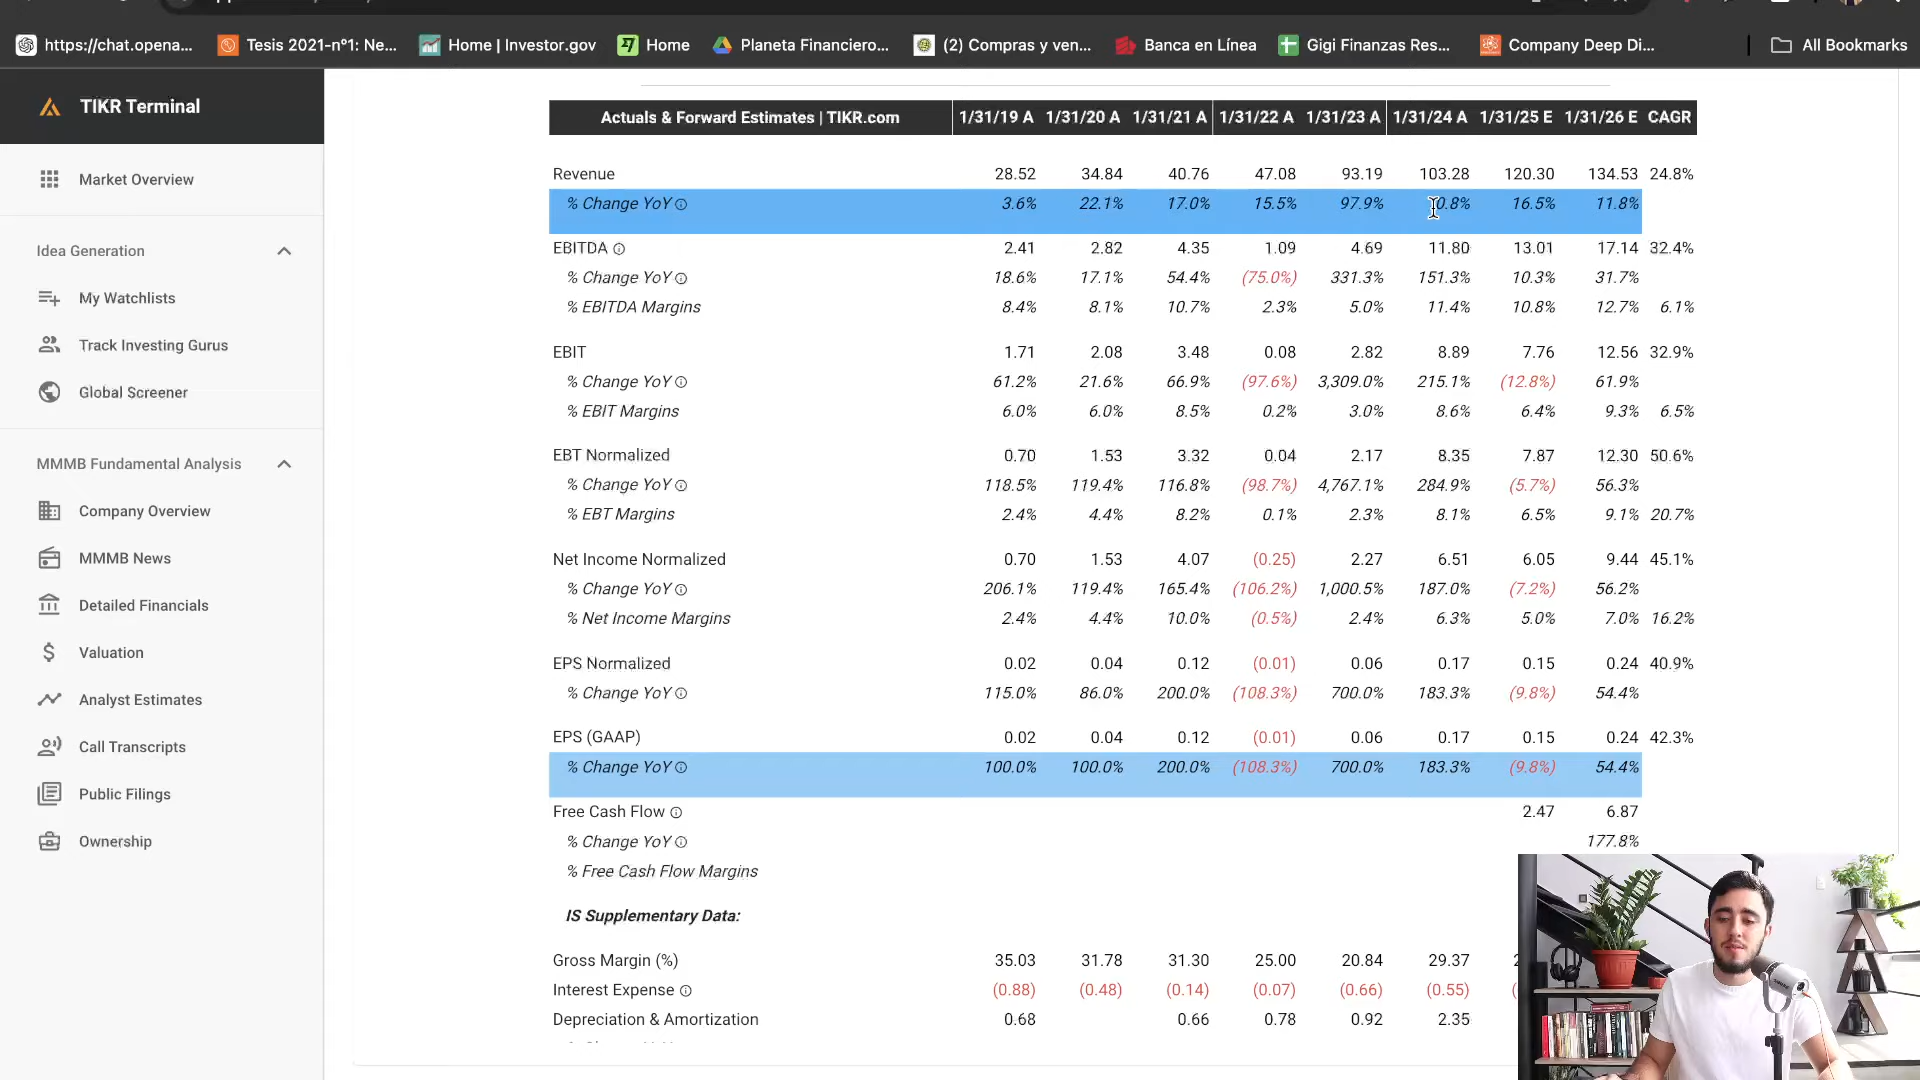 https://chat.opena... Tesis 2021-nº1: Ne... Home | Investor.gov Home Planeta Financiero... (2) Compras y ven... Banca en Línea Gigi Finanzas Res... Company Deep Di... All Bookmarks
TIKR Terminal
Market Overview
Idea Generation
My Watchlists
Track Investing Gurus
Global Screener
MMMB Fundamental Analysis
Company Overview
MMMB News
Detailed Financials
Valuation
Analyst Estimates
Call Transcripts
Public Filings
Ownership
Actuals & Forward Estimates | TIKR.com 1/31/19 A 1/31/20 A 1/31/21 A 1/31/22 A 1/31/23 A 1/31/24 A 1/31/25 E 1/31/26 E CAGR
Revenue 28.52 34.84 40.76 47.08 93.19 103.28 120.30 134.53 24.8%
% Change YoY 3.6% 22.1% 17.0% 15.5% 97.9% 16.5% 11.8%
EBITDA 2.41 2.82 4.35 1.09 4.69 11.80 13.01 17.14 32.4%
% Change YoY 18.6% 17.1% 54.4% (75.0%) 331.3% 151.3% 10.3% 31.7%
% EBITDA Margins 8.4% 8.1% 10.7% 2.3% 5.0% 11.4% 10.8% 12.7% 6.1%
EBIT 1.71 2.08 3.48 0.08 2.82 8.89 7.76 12.56 32.9%
% Change YoY 61.2% 21.6% 66.9% (97.6%) 3,309.0% 215.1% (12.8%) 61.9%
% EBIT Margins 6.0% 6.0% 8.5% 0.2% 3.0% 8.6% 6.4% 9.3% 6.5%
EBT Normalized 0.70 1.53 3.32 0.04 2.17 8.35 7.87 12.30 50.6%
% Change YoY 118.5% 119.4% 116.8% (98.7%) 4,767.1% 284.9% (5.7%) 56.3%
% EBT Margins 2.4% 4.4% 8.2% 0.1% 2.3% 8.1% 6.5% 9.1% 20.7%
Net Income Normalized 0.70 1.53 4.07 (0.25) 2.27 6.51 6.05 9.44 45.1%
% Change YoY 206.1% 119.4% 165.4% (106.2%) 1,000.5% 187.0% (7.2%) 56.2%
% Net Income Margins 2.4% 4.4% 10.0% (0.5%) 2.4% 6.3% 5.0% 7.0% 16.2%
EPS Normalized 0.02 0.04 0.12 (0.01) 0.06 0.17 0.15 0.24 40.9%
% Change YoY 115.0% 86.0% 200.0% (108.3%) 700.0% 183.3% (9.8%) 54.4%
EPS (GAAP) 0.02 0.04 0.12 (0.01) 0.06 0.17 0.15 0.24 42.3%
% Change YoY 100.0% 100.0% 200.0% (108.3%) 700.0% 183.3% (9.8%) 54.4%
Free Cash Flow 2.47 6.87
% Change YoY 177.8%
% Free Cash Flow Margins
IS Supplementary Data:
Gross Margin (%) 35.03 31.78 31.30 25.00 20.84 29.37
Interest Expense (0.88) (0.48) (0.14) (0.07) (0.66) (0.55)
Depreciation & Amortization 0.68 0.66 0.78 0.92 2.35